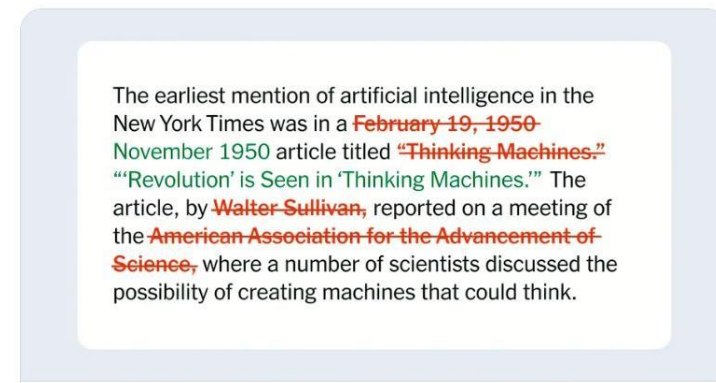 The earliest mention of artificial intelligence in the
New York Times was in a February 19, 1950
November 1950 article titled “Thinking Machines.”
“‘Revolution’ is Seen in ‘Thinking Machines.’” The
article, by Walter Sullivan, reported on a meeting of
the American Association for the Advancement of
Science, where a number of scientists discussed the
possibility of creating machines that could think.